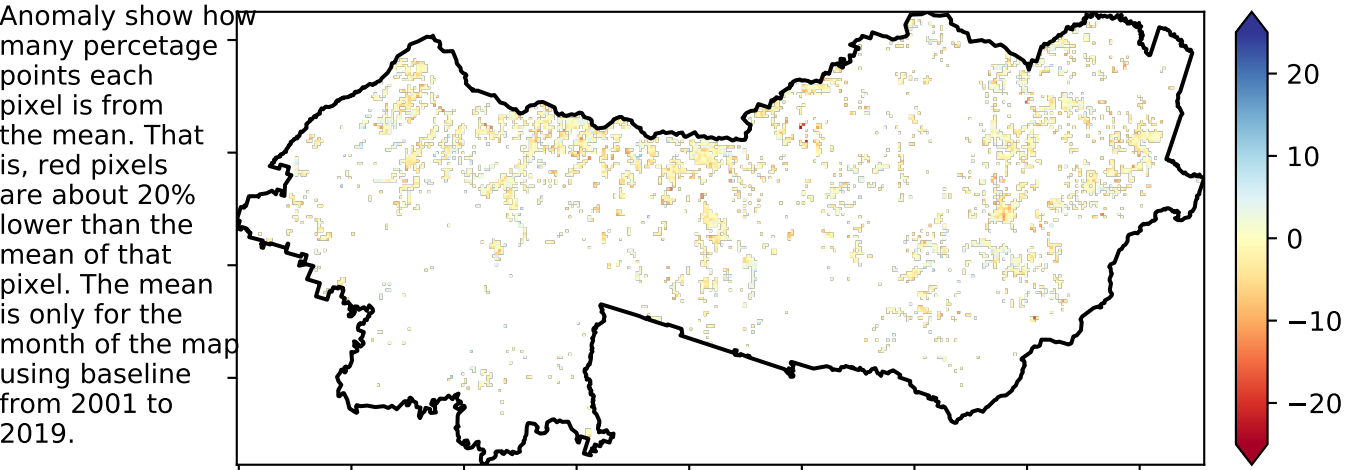 Anomaly show how
many percetage
points each
pixel is from
the mean. That
is, red pixels
are about 20%
lower than the
mean of that
pixel. The mean
is only for the
month of the map
using baseline
from 2001 to
2019.
20
10
0
−10
−20